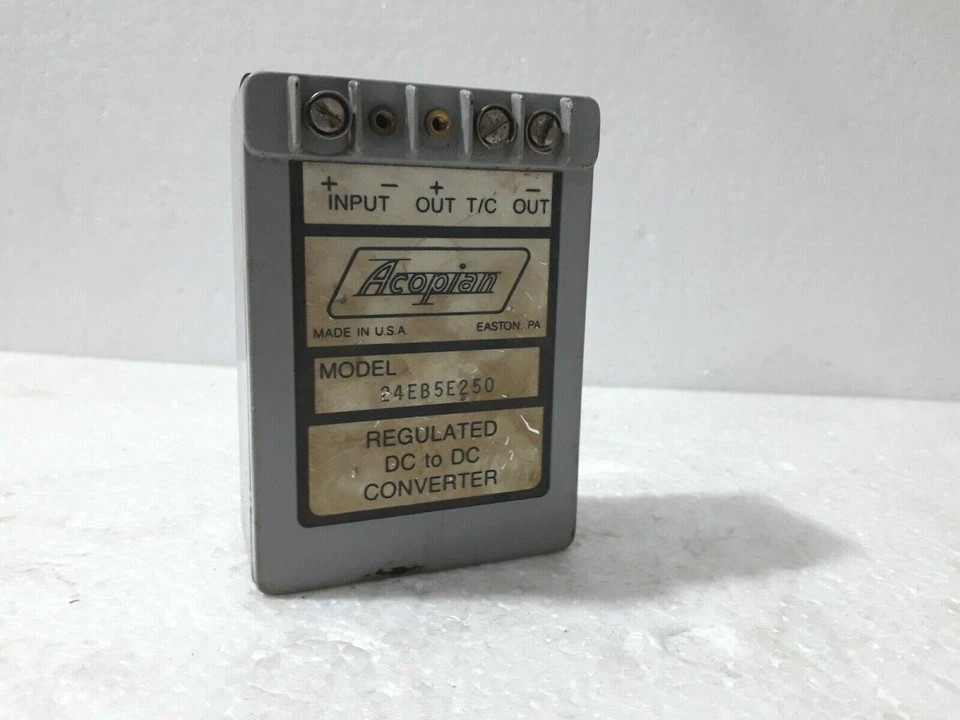 + - + -
INPUT OUT T/C OUT
Acopian
MADE IN U.S.A EASTON, PA
MODEL
24EB5E250
REGULATED
DC to DC
CONVERTER